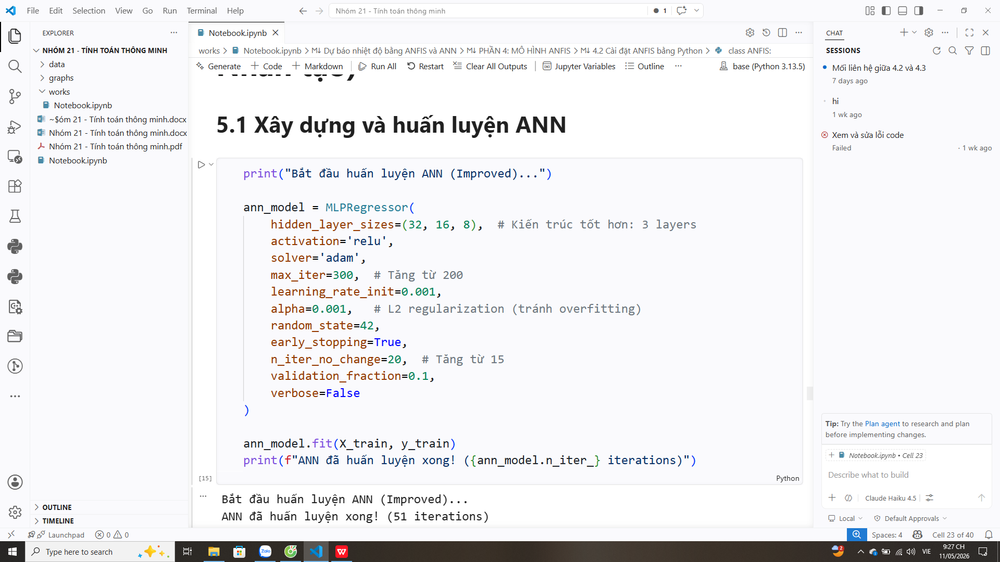 File Edit Selection View Go Run Terminal Help
Nhóm 21 - Tính toán thông minh
1
EXPLORER
NHÓM 21 - TÍNH TOÁN THÔNG MINH
data
graphs
works
Notebook.ipynb
~$óm 21 - Tính toán thông minh.docx
Nhóm 21 - Tính toán thông minh.docx
Nhóm 21 - Tính toán thông minh.pdf
Notebook.ipynb
OUTLINE
TIMELINE
Notebook.ipynb
works > Notebook.ipynb > M↓ Dự báo nhiệt độ bằng ANFIS và ANN > M↓ PHẦN 4: MÔ HÌNH ANFIS > M↓ 4.2 Cài đặt ANFIS bằng Python > class ANFIS:
Generate + Code + Markdown Run All Restart Clear All Outputs Jupyter Variables Outline ... base (Python 3.13.5)
5.1 Xây dựng và huấn luyện ANN
print("Bắt đầu huấn luyện ANN (Improved)...")
ann_model = MLPRegressor(
hidden_layer_sizes=(32, 16, 8),  # Kiến trúc tốt hơn: 3 layers
activation='relu',
solver='adam',
max_iter=300,  # Tăng từ 200
learning_rate_init=0.001,
alpha=0.001,   # L2 regularization (tránh overfitting)
random_state=42,
early_stopping=True,
n_iter_no_change=20,  # Tăng từ 15
validation_fraction=0.1,
verbose=False
)
ann_model.fit(X_train, y_train)
print(f"ANN đã huấn luyện xong! ({ann_model.n_iter_} iterations)")
[15]
Python
Bắt đầu huấn luyện ANN (Improved)...
ANN đã huấn luyện xong! (51 iterations)
CHAT
SESSIONS
Mối liên hệ giữa 4.2 và 4.3
7 days ago
hi
1 wk ago
Xem và sửa lỗi code
Failed · 1 wk ago
Tip: Try the Plan agent to research and plan
before implementing changes.
+ Notebook.ipynb • Cell 23
Describe what to build
Claude Haiku 4.5
Local Default Approvals
Launchpad 0 0
Spaces: 4 Cell 23 of 40
Type here to search
Zalo
2
VIE
9:27 CH
11/05/2026